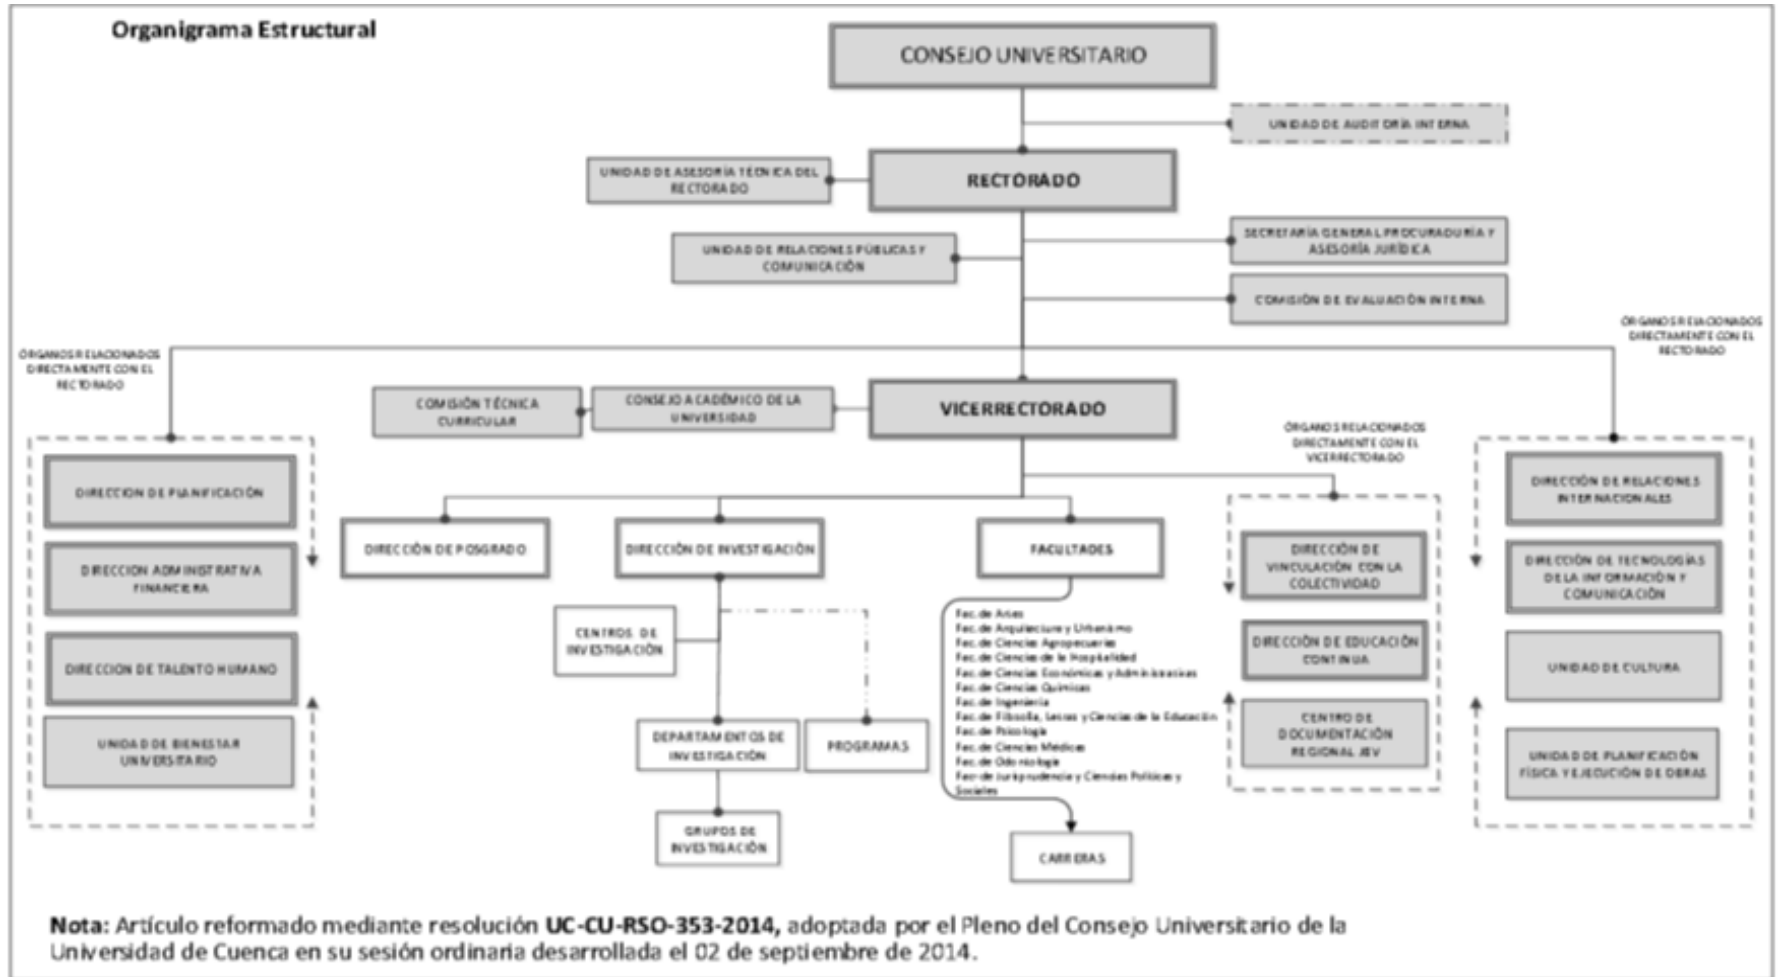 Organigrama Estructural
CONSEJO UNIVERSITARIO
UNIDAD DE AUDITORÍA INTERNA
UNIDAD DE ASESORÍA TÉCNICA DEL
RECTORADO
RECTORADO
UNIDAD DE RELACIONES PÚBLICAS Y
COMUNICACIÓN
SECRETARÍA GENERAL PROCURADURÍA Y
ASESORÍA JURÍDICA
COMISIÓN DE EVALUACIÓN INTERNA
ÓRGANOS RELACIONADOS
DIRECTAMENTE CON EL
RECTORADO
ÓRGANOS RELACIONADOS
DIRECTAMENTE CON EL
RECTORADO
COMISIÓN TÉCNICA
CURRICULAR
CONSEJO ACADÉMICO DE LA
UNIVERSIDAD
VICERRECTORADO
ÓRGANOS RELACIONADOS
DIRECTAMENTE CON EL
VICERRECTORADO
DIRECCION DE PLANIFICACIÓN
DIRECCION ADMINISTRATIVA
FINANCIERA
DIRECCION DE TALENTO HUMANO
UNIDAD DE BIENESTAR
UNIVERSITARIO
DIRECCIÓN DE POSGRADO
DIRECCIÓN DE INVESTIGACIÓN
FACULTADES
CENTROS DE
INVESTIGACIÓN
DEPARTAMENTOS DE
INVESTIGACIÓN
PROGRAMAS
GRUPOS DE
INVESTIGACIÓN
Fac. de Artes
Fac. de Arquitectura y Urbanismo
Fac. de Ciencias Agropecuarias
Fac. de Ciencias de la Hospitalidad
Fac. de Ciencias Económicas y Administrativas
Fac. de Ciencias Químicas
Fac. de Ingeniería
Fac. de Filosofía, Letras y Ciencias de la Educación
Fac. de Psicología
Fac. de Ciencias Médicas
Fac. de Odontología
de Jurisprudencia y Ciencias Políticas y
Sociales
CARRERAS
DIRECCIÓN DE
VINCULACIÓN CON LA
COLECTIVIDAD
DIRECCIÓN DE EDUCACIÓN
CONTINUA
CENTRO DE
DOCUMENTACIÓN
REGIONAL JBV
DIRECCIÓN DE RELACIONES
INTERNACIONALES
DIRECCIÓN DE TECNOLOGÍAS
DE LA INFORMACIÓN Y
COMUNICACIÓN
UNIDAD DE CULTURA
UNIDAD DE PLANIFICACIÓN
FÍSICA Y EJECUCIÓN DE OBRAS
Nota: Artículo reformado mediante resolución UC-CU-RSO-353-2014, adoptada por el Pleno del Consejo Universitario de la
Universidad de Cuenca en su sesión ordinaria desarrollada el 02 de septiembre de 2014.